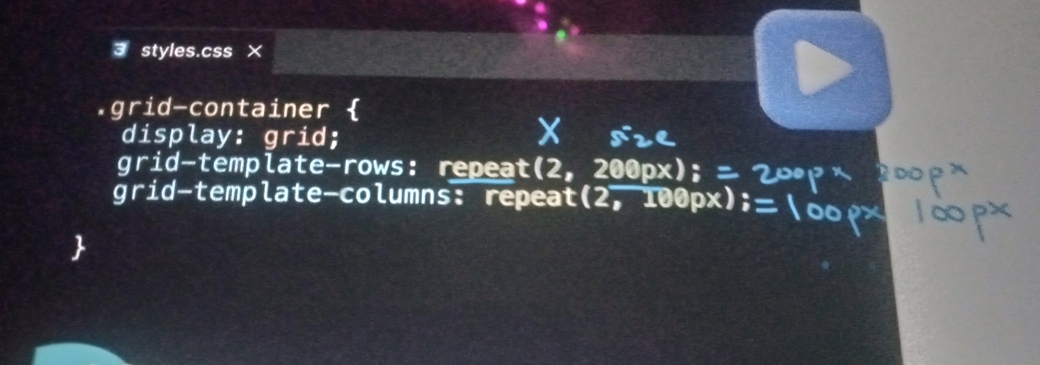 styles.css ×
.grid-container {
display: grid;
X size
grid-template-rows: repeat(2, 200px); = 200px 200px
grid-template-columns: repeat(2, 100px); = 100px 100px
}